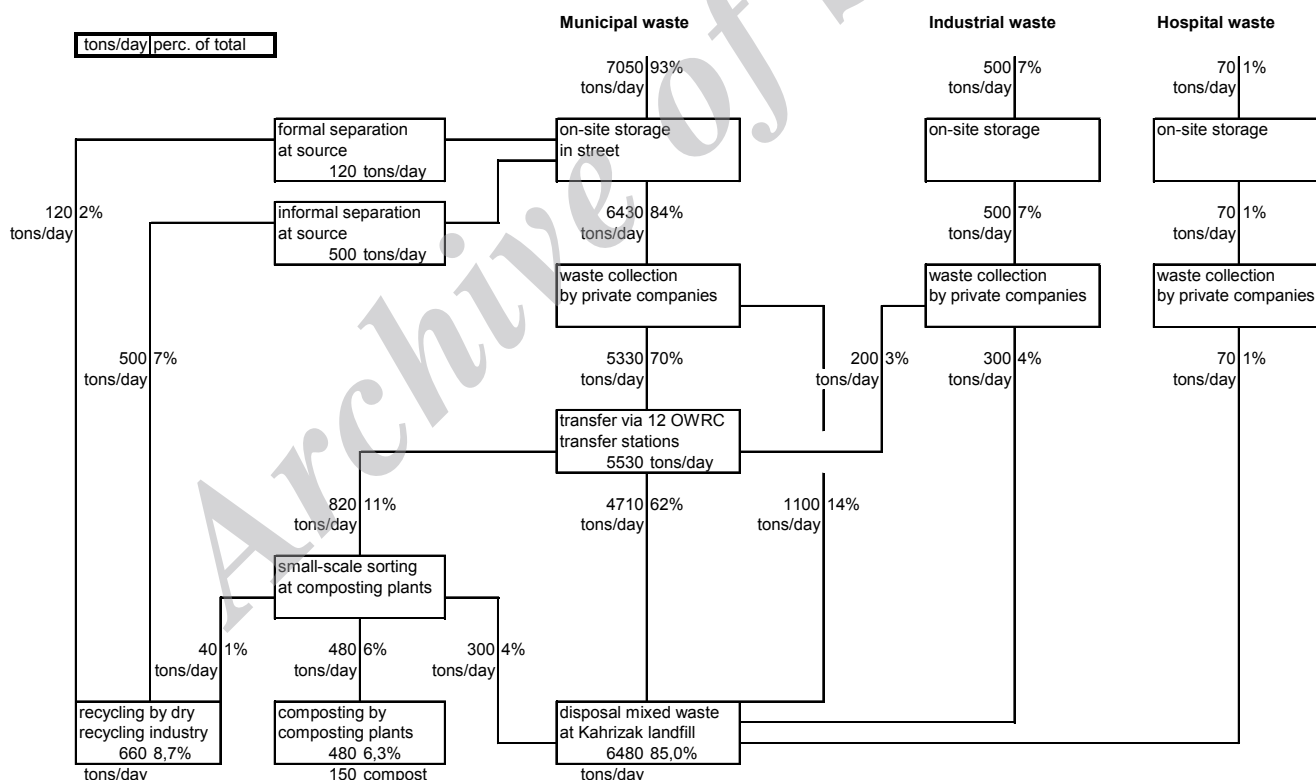 Municipal waste
Industrial waste
Hospital waste
tons/day perc. of total
7050 93%
tons/day
500 7%
tons/day
70 1%
tons/day
formal separation
at source
120 tons/day
on-site storage
in street
on-site storage
on-site storage
120 2%
tons/day
informal separation
at source
500 tons/day
6430 84%
tons/day
500 7%
tons/day
70 1%
tons/day
waste collection
by private companies
waste collection
by private companies
waste collection
by private companies
500 7%
tons/day
5330 70%
tons/day
200 3%
tons/day
300 4%
tons/day
70 1%
tons/day
transfer via 12 OWRC
transfer stations
5530 tons/day
820 11%
tons/day
4710 62%
tons/day
1100 14%
tons/day
small-scale sorting
at composting plants
40 1%
tons/day
480 6%
tons/day
300 4%
tons/day
recycling by dry
recycling industry
660 8,7%
tons/day
composting by
composting plants
480 6,3%
150 compost
disposal mixed waste
at Kahrizak landfill
6480 85,0%
tons/day
Archive of